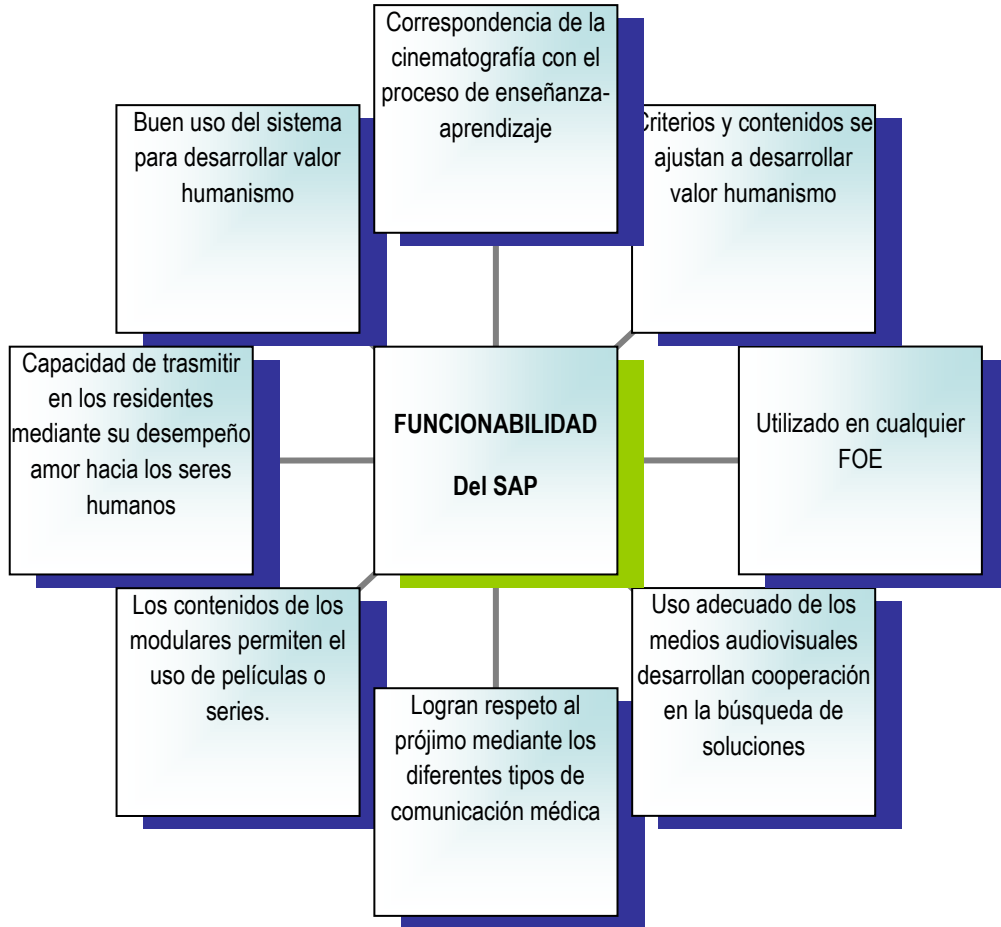 Correspondencia de la
cinematografía con el
proceso de enseñanza-
aprendizaje
Buen uso del sistema
para desarrollar valor
humanismo
Criterios y contenidos se
ajustan a desarrollar
valor humanismo
Capacidad de trasmitir
en los residentes
mediante su desempeño
amor hacia los seres
humanos
FUNCIONABILIDAD
Del SAP
Utilizado en cualquier
FOE
Los contenidos de los
modulares permiten el
uso de películas o
series.
Logran respeto al
prójimo mediante los
diferentes tipos de
comunicación médica
Uso adecuado de los
medios audiovisuales
desarrollan cooperación
en la búsqueda de
soluciones